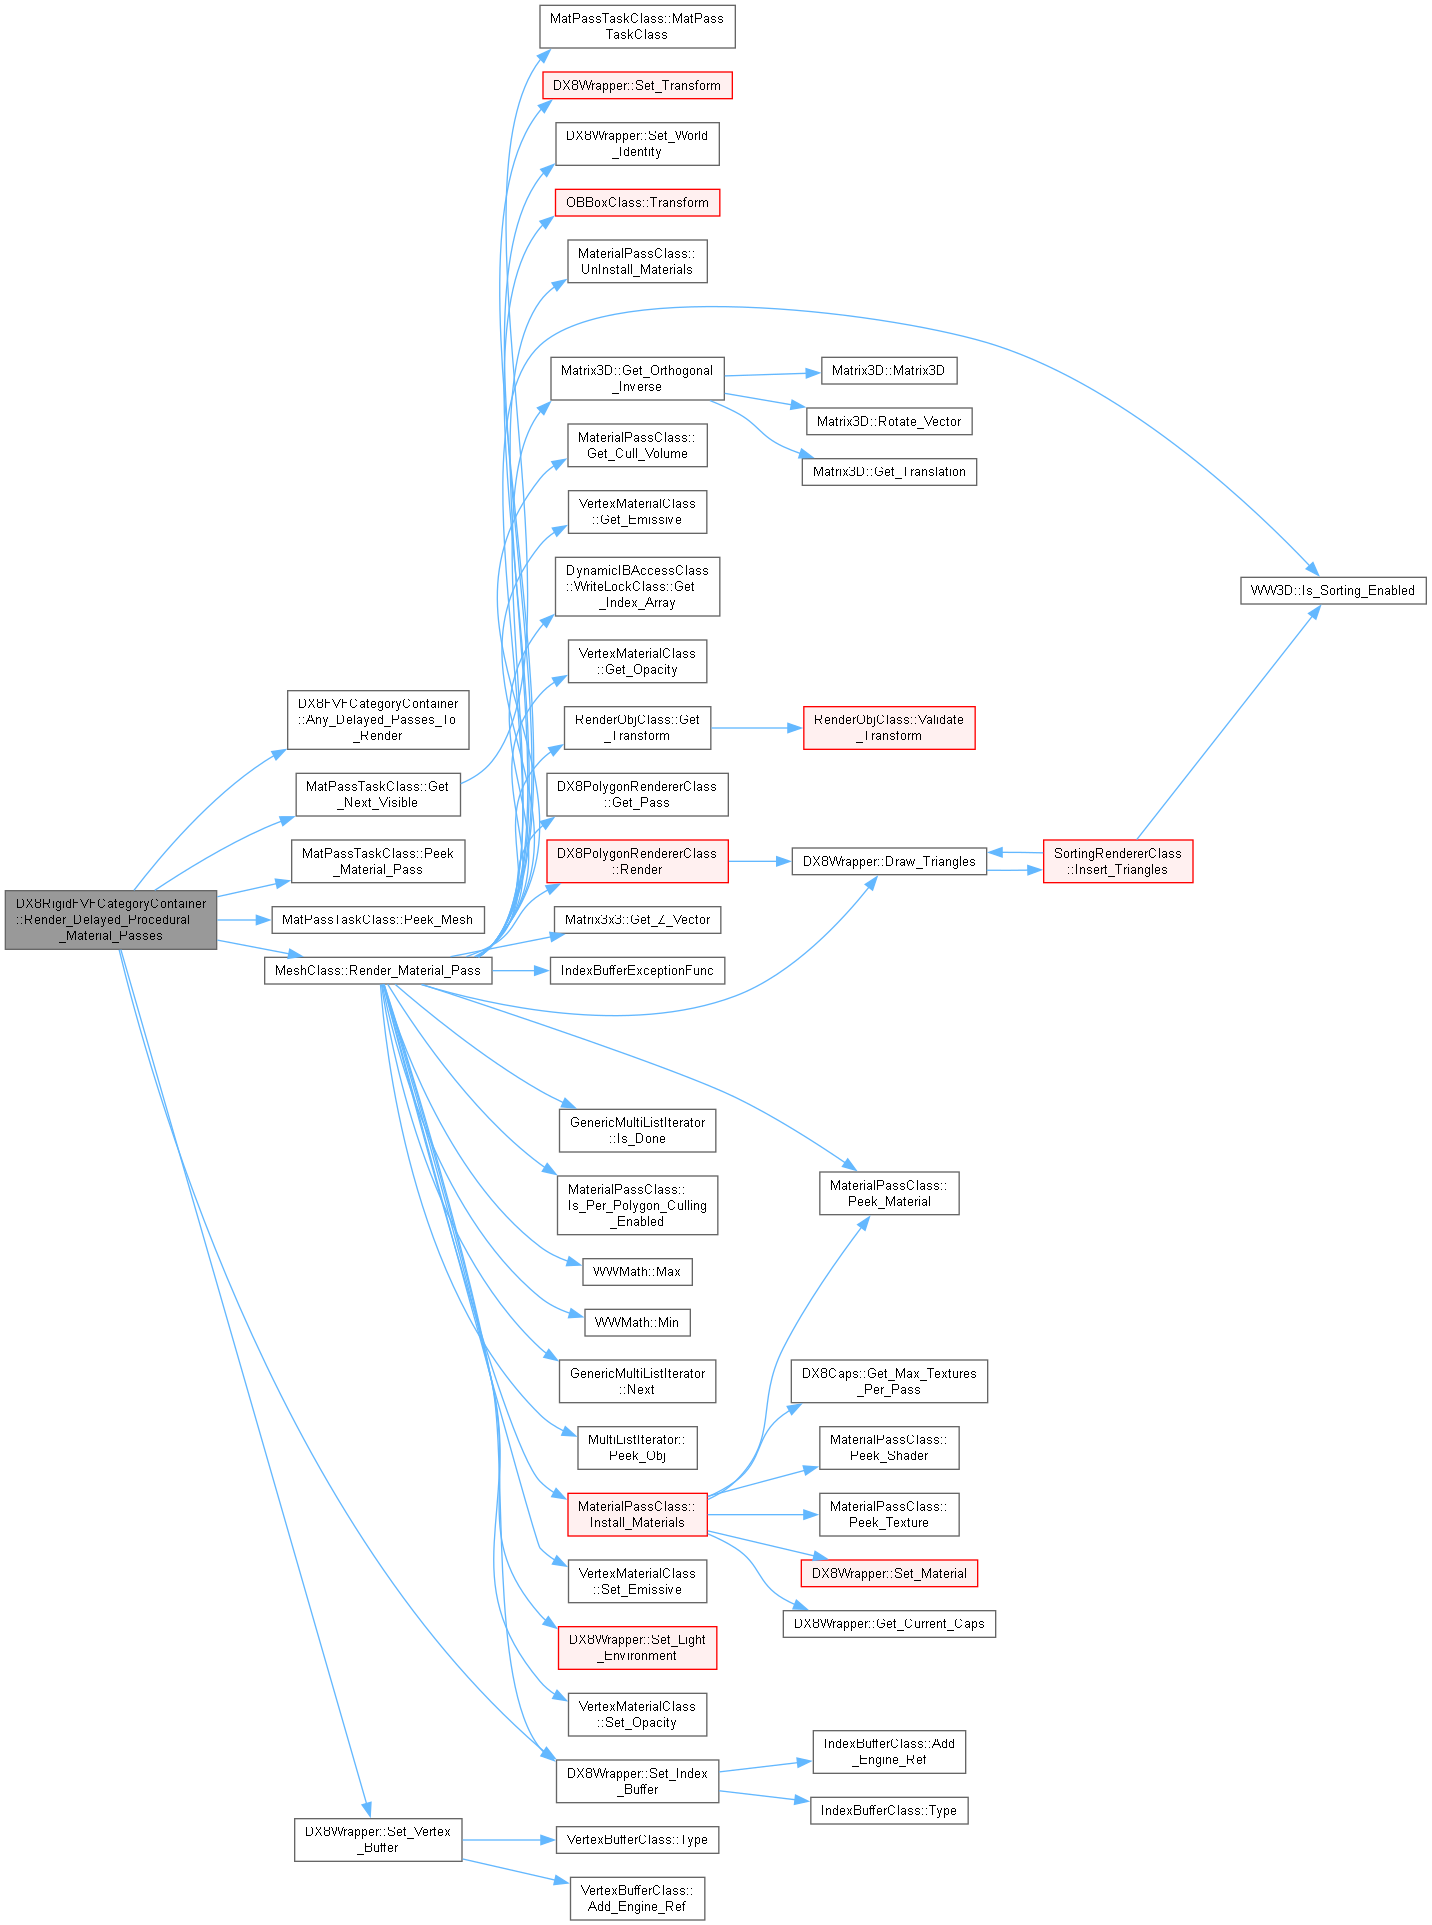 MatPassTaskClass::MatPass
TaskClass
DX8Wrapper::Set_Transform
DX8Wrapper::Set_World
_Identity
OBBoxClass::Transform
MaterialPassClass::
UnInstall_Materials
Matrix3D::Get_Orthogonal
_Inverse
Matrix3D::Matrix3D
Matrix3D::Rotate_Vector
Matrix3D::Get_Translation
MaterialPassClass::
Get_Cull_Volume
VertexMaterialClass
::Get_Emissive
DynamicIBAccessClass
::WriteLockClass::Get
_Index_Array
WW3D::Is_Sorting_Enabled
VertexMaterialClass
::Get_Opacity
DX8FVFCategoryContainer
::Any_Delayed_Passes_To
_Render
RenderObjClass::Get
_Transform
RenderObjClass::Validate
_Transform
MatPassTaskClass::Get
_Next_Visible
DX8PolygonRendererClass
::Get_Pass
MatPassTaskClass::Peek
_Material_Pass
DX8PolygonRendererClass
::Render
DX8Wrapper::Draw_Triangles
SortingRendererClass
::Insert_Triangles
DX8RigidFVFCategoryContainer
::Render_Delayed_Procedural
_Material_Passes
MatPassTaskClass::Peek_Mesh
Matrix3x3::Get_Z_Vector
MeshClass::Render_Material_Pass
IndexBufferExceptionFunc
GenericMultiListIterator
::Is_Done
MaterialPassClass::
Is_Per_Polygon_Culling
_Enabled
MaterialPassClass::
Peek_Material
WWMath::Max
WWMath::Min
GenericMultiListIterator
::Next
DX8Caps::Get_Max_Textures
_Per_Pass
MultiListIterator::
Peek_Obj
MaterialPassClass::
Peek_Shader
MaterialPassClass::
Install_Materials
MaterialPassClass::
Peek_Texture
VertexMaterialClass
::Set_Emissive
DX8Wrapper::Set_Material
DX8Wrapper::Get_Current_Caps
DX8Wrapper::Set_Light
_Environment
VertexMaterialClass
::Set_Opacity
DX8Wrapper::Set_Index
_Buffer
IndexBufferClass::Add
_Engine_Ref
IndexBufferClass::Type
DX8Wrapper::Set_Vertex
_Buffer
VertexBufferClass::Type
VertexBufferClass::
Add_Engine_Ref